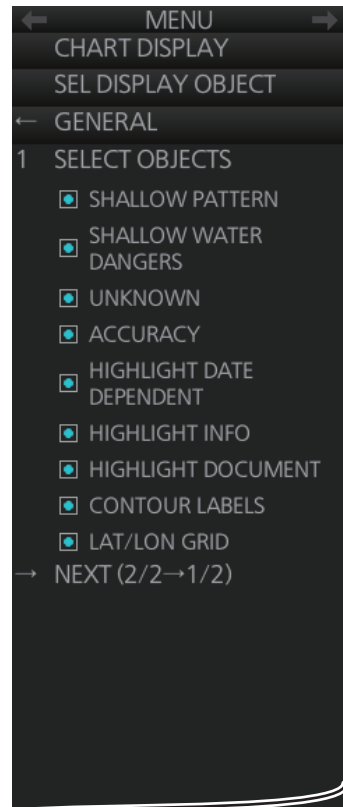 ← MENU →
CHART DISPLAY
SEL DISPLAY OBJECT
← GENERAL
1 SELECT OBJECTS
SHALLOW PATTERN
SHALLOW WATER
DANGERS
UNKNOWN
ACCURACY
HIGHLIGHT DATE
DEPENDENT
HIGHLIGHT INFO
HIGHLIGHT DOCUMENT
CONTOUR LABELS
LAT/LON GRID
→ NEXT (2/2→1/2)